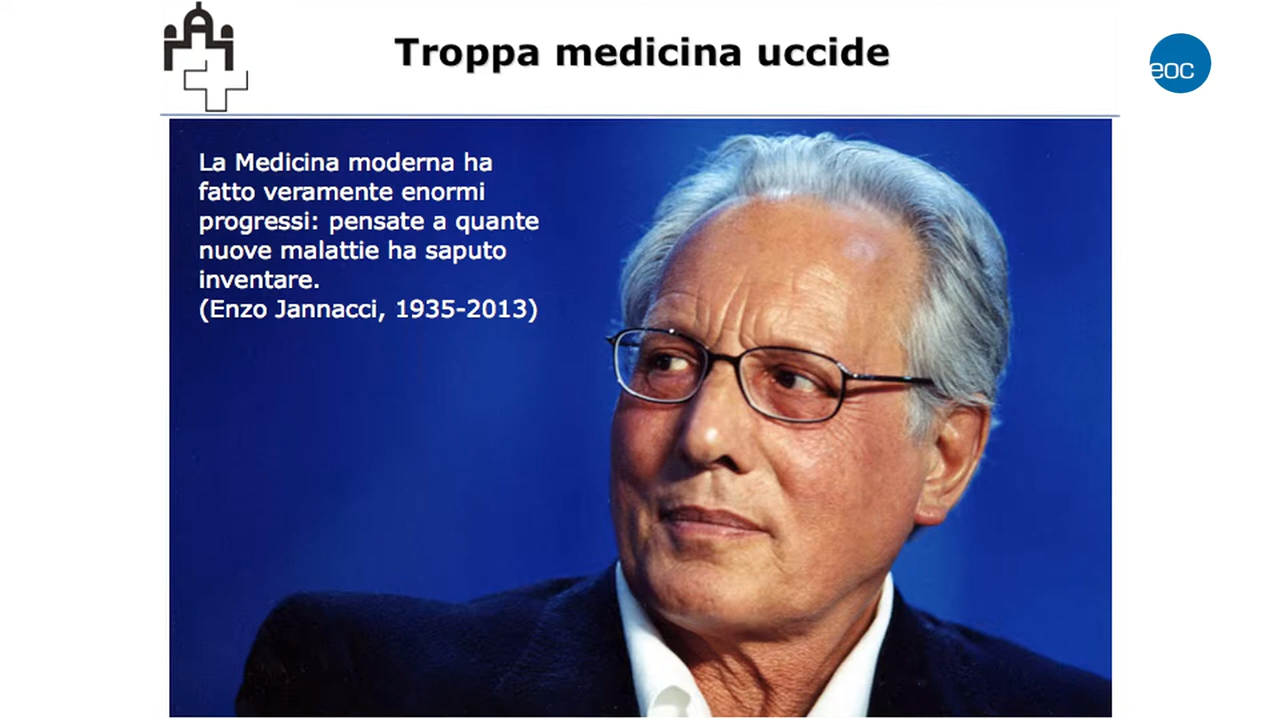 Troppa medicina uccide
eoc
La Medicina moderna ha
fatto veramente enormi
progressi: pensate a quante
nuove malattie ha saputo
inventare.
(Enzo Jannacci, 1935-2013)